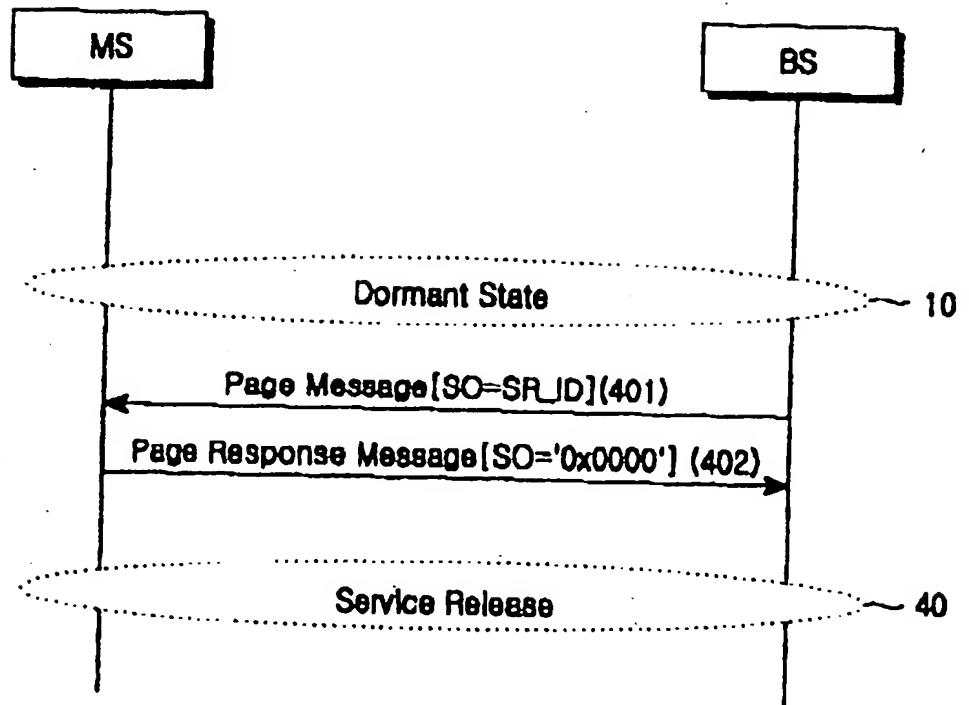 MS
BS
Dormant State
10
Page Message[SO=SR_ID](401)
Page Response Message[SO='0x0000'] (402)
Service Release
40